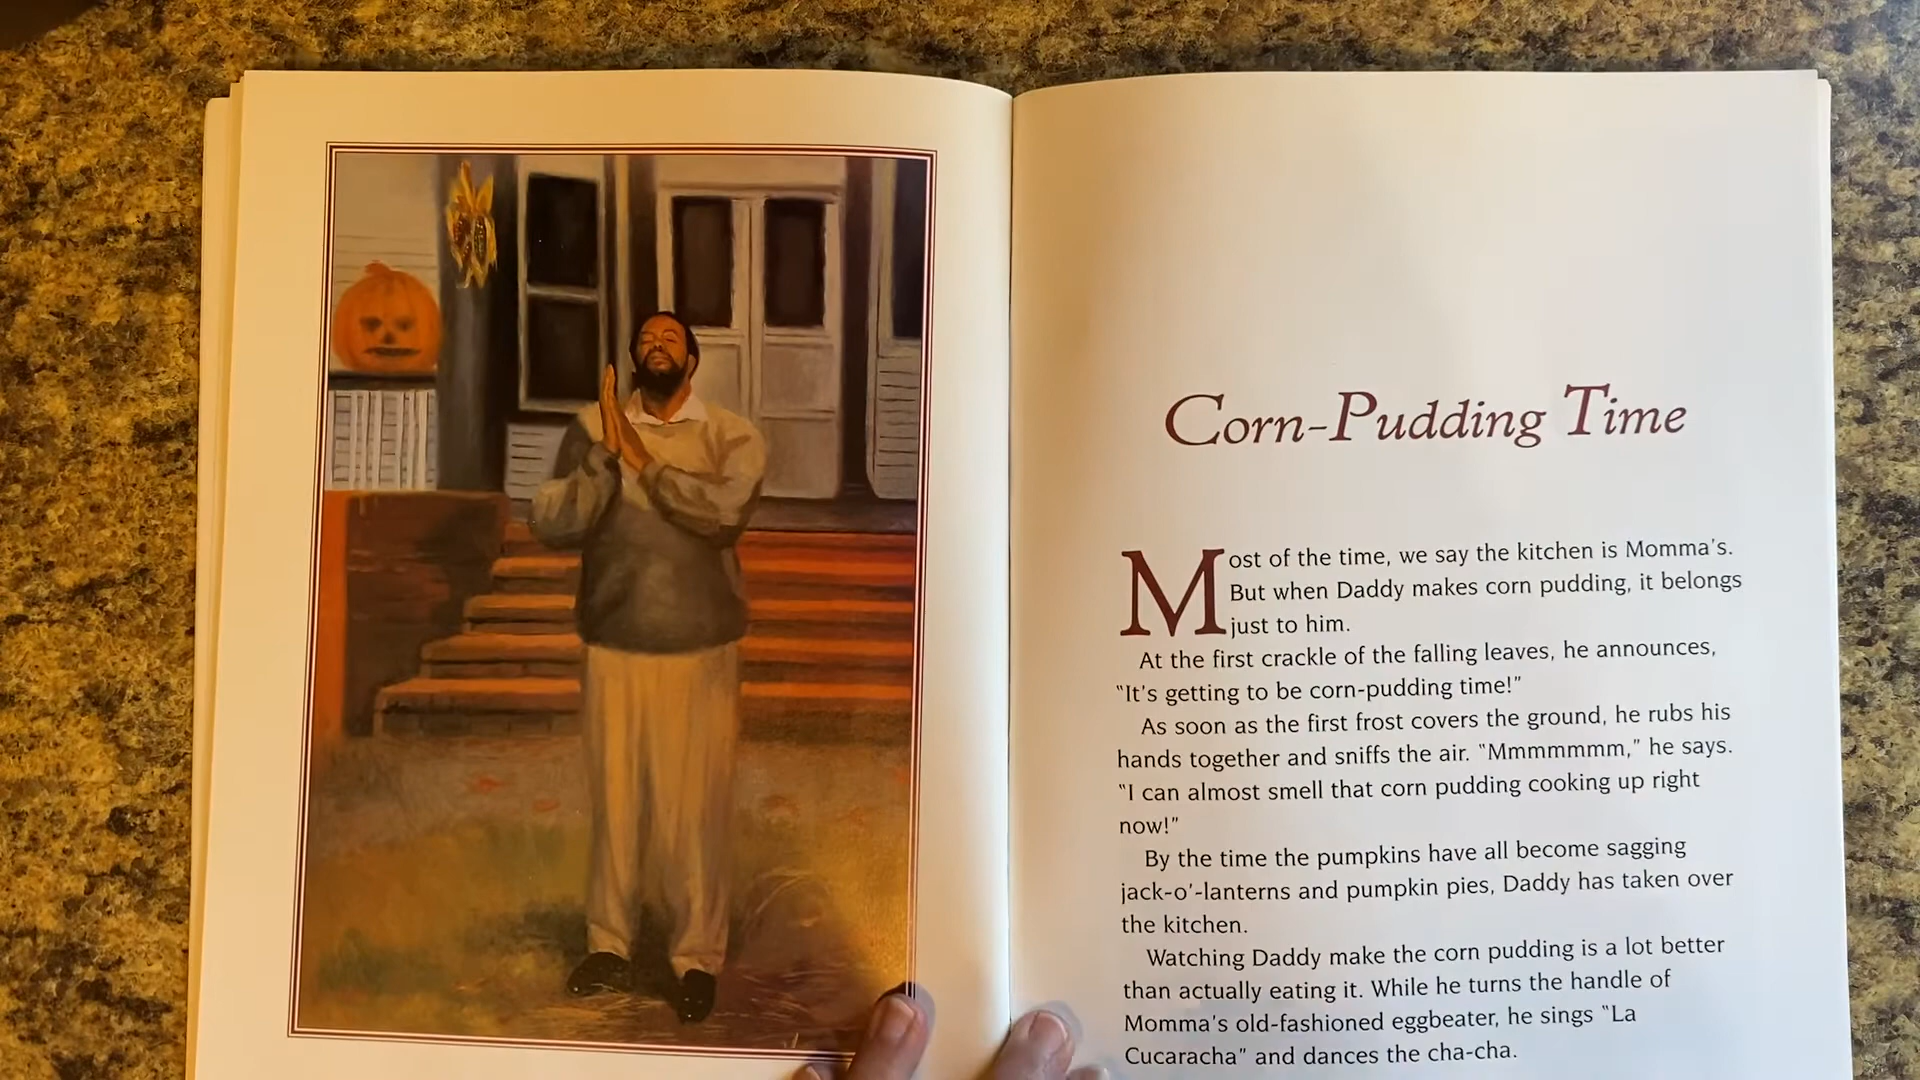 Corn-Pudding Time
Most of the time, we say the kitchen is Momma's.
But when Daddy makes corn pudding, it belongs
just to him.
At the first crackle of the falling leaves, he announces,
"It's getting to be corn-pudding time!"
As soon as the first frost covers the ground, he rubs his
hands together and sniffs the air. "Mmmmmmm," he says.
"I can almost smell that corn pudding cooking up right
now!"
By the time the pumpkins have all become sagging
jack-o'-lanterns and pumpkin pies, Daddy has taken over
the kitchen.
Watching Daddy make the corn pudding is a lot better
than actually eating it. While he turns the handle of
Momma's old-fashioned eggbeater, he sings "La
Cucaracha" and dances the cha-cha.